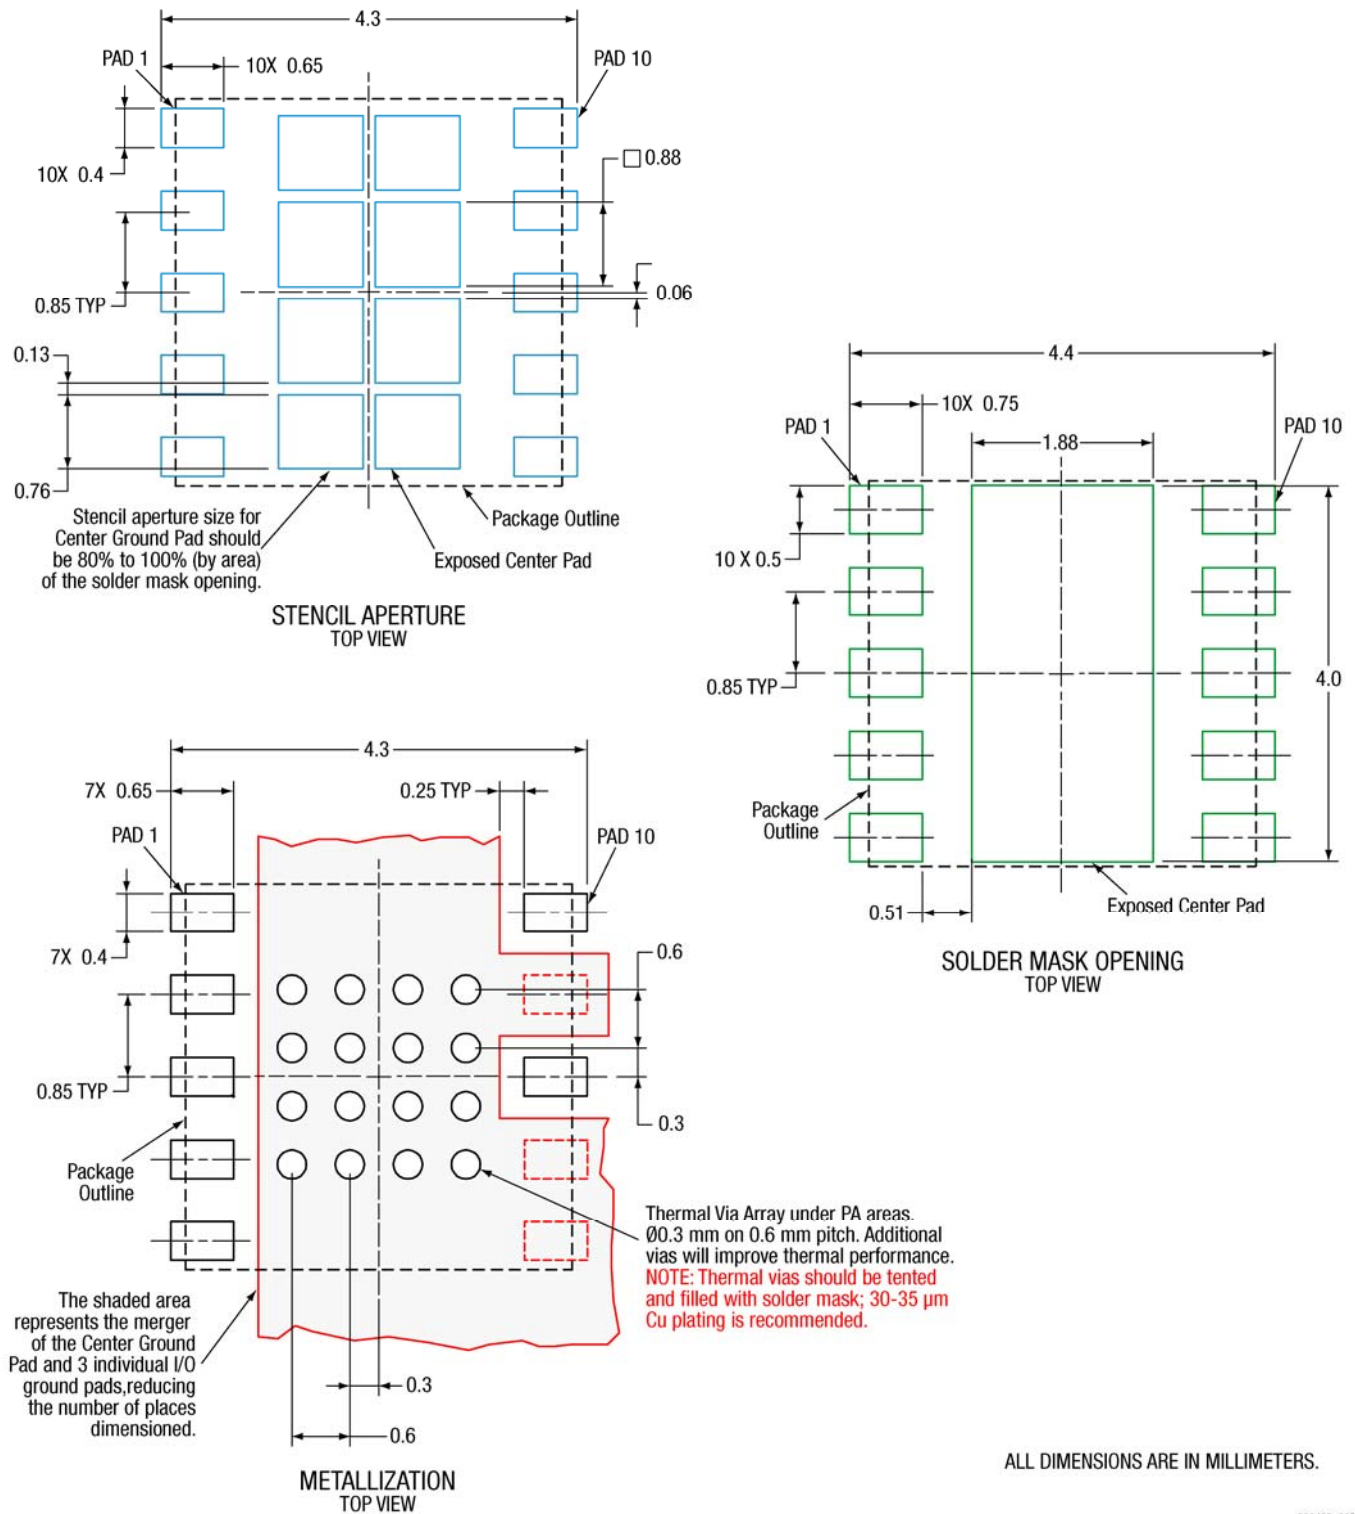 4.3
PAD 1
10X 0.65
PAD 10
10X 0.4
0.88
0.85 TYP
0.06
0.13
0.76
Stencil aperture size for
Center Ground Pad should
be 80% to 100% (by area)
of the solder mask opening.
Package Outline
Exposed Center Pad
STENCIL APERTURE
TOP VIEW
4.4
10X 0.75
PAD 1
1.88
PAD 10
10 X 0.5
0.85 TYP
4.0
Package
Outline
0.51
Exposed Center Pad
SOLDER MASK OPENING
TOP VIEW
4.3
7X 0.65
0.25 TYP
PAD 1
PAD 10
7X 0.4
0.6
0.85 TYP
0.3
Package
Outline
Thermal Via Array under PA areas.
Ø0.3 mm on 0.6 mm pitch. Additional
vias will improve thermal performance.
NOTE: Thermal vias should be tented
and filled with solder mask; 30-35 µm
Cu plating is recommended.
The shaded area
represents the merger
of the Center Ground
Pad and 3 individual I/O
ground pads,reducing
the number of places
dimensioned.
0.3
0.6
METALLIZATION
TOP VIEW
ALL DIMENSIONS ARE IN MILLIMETERS.